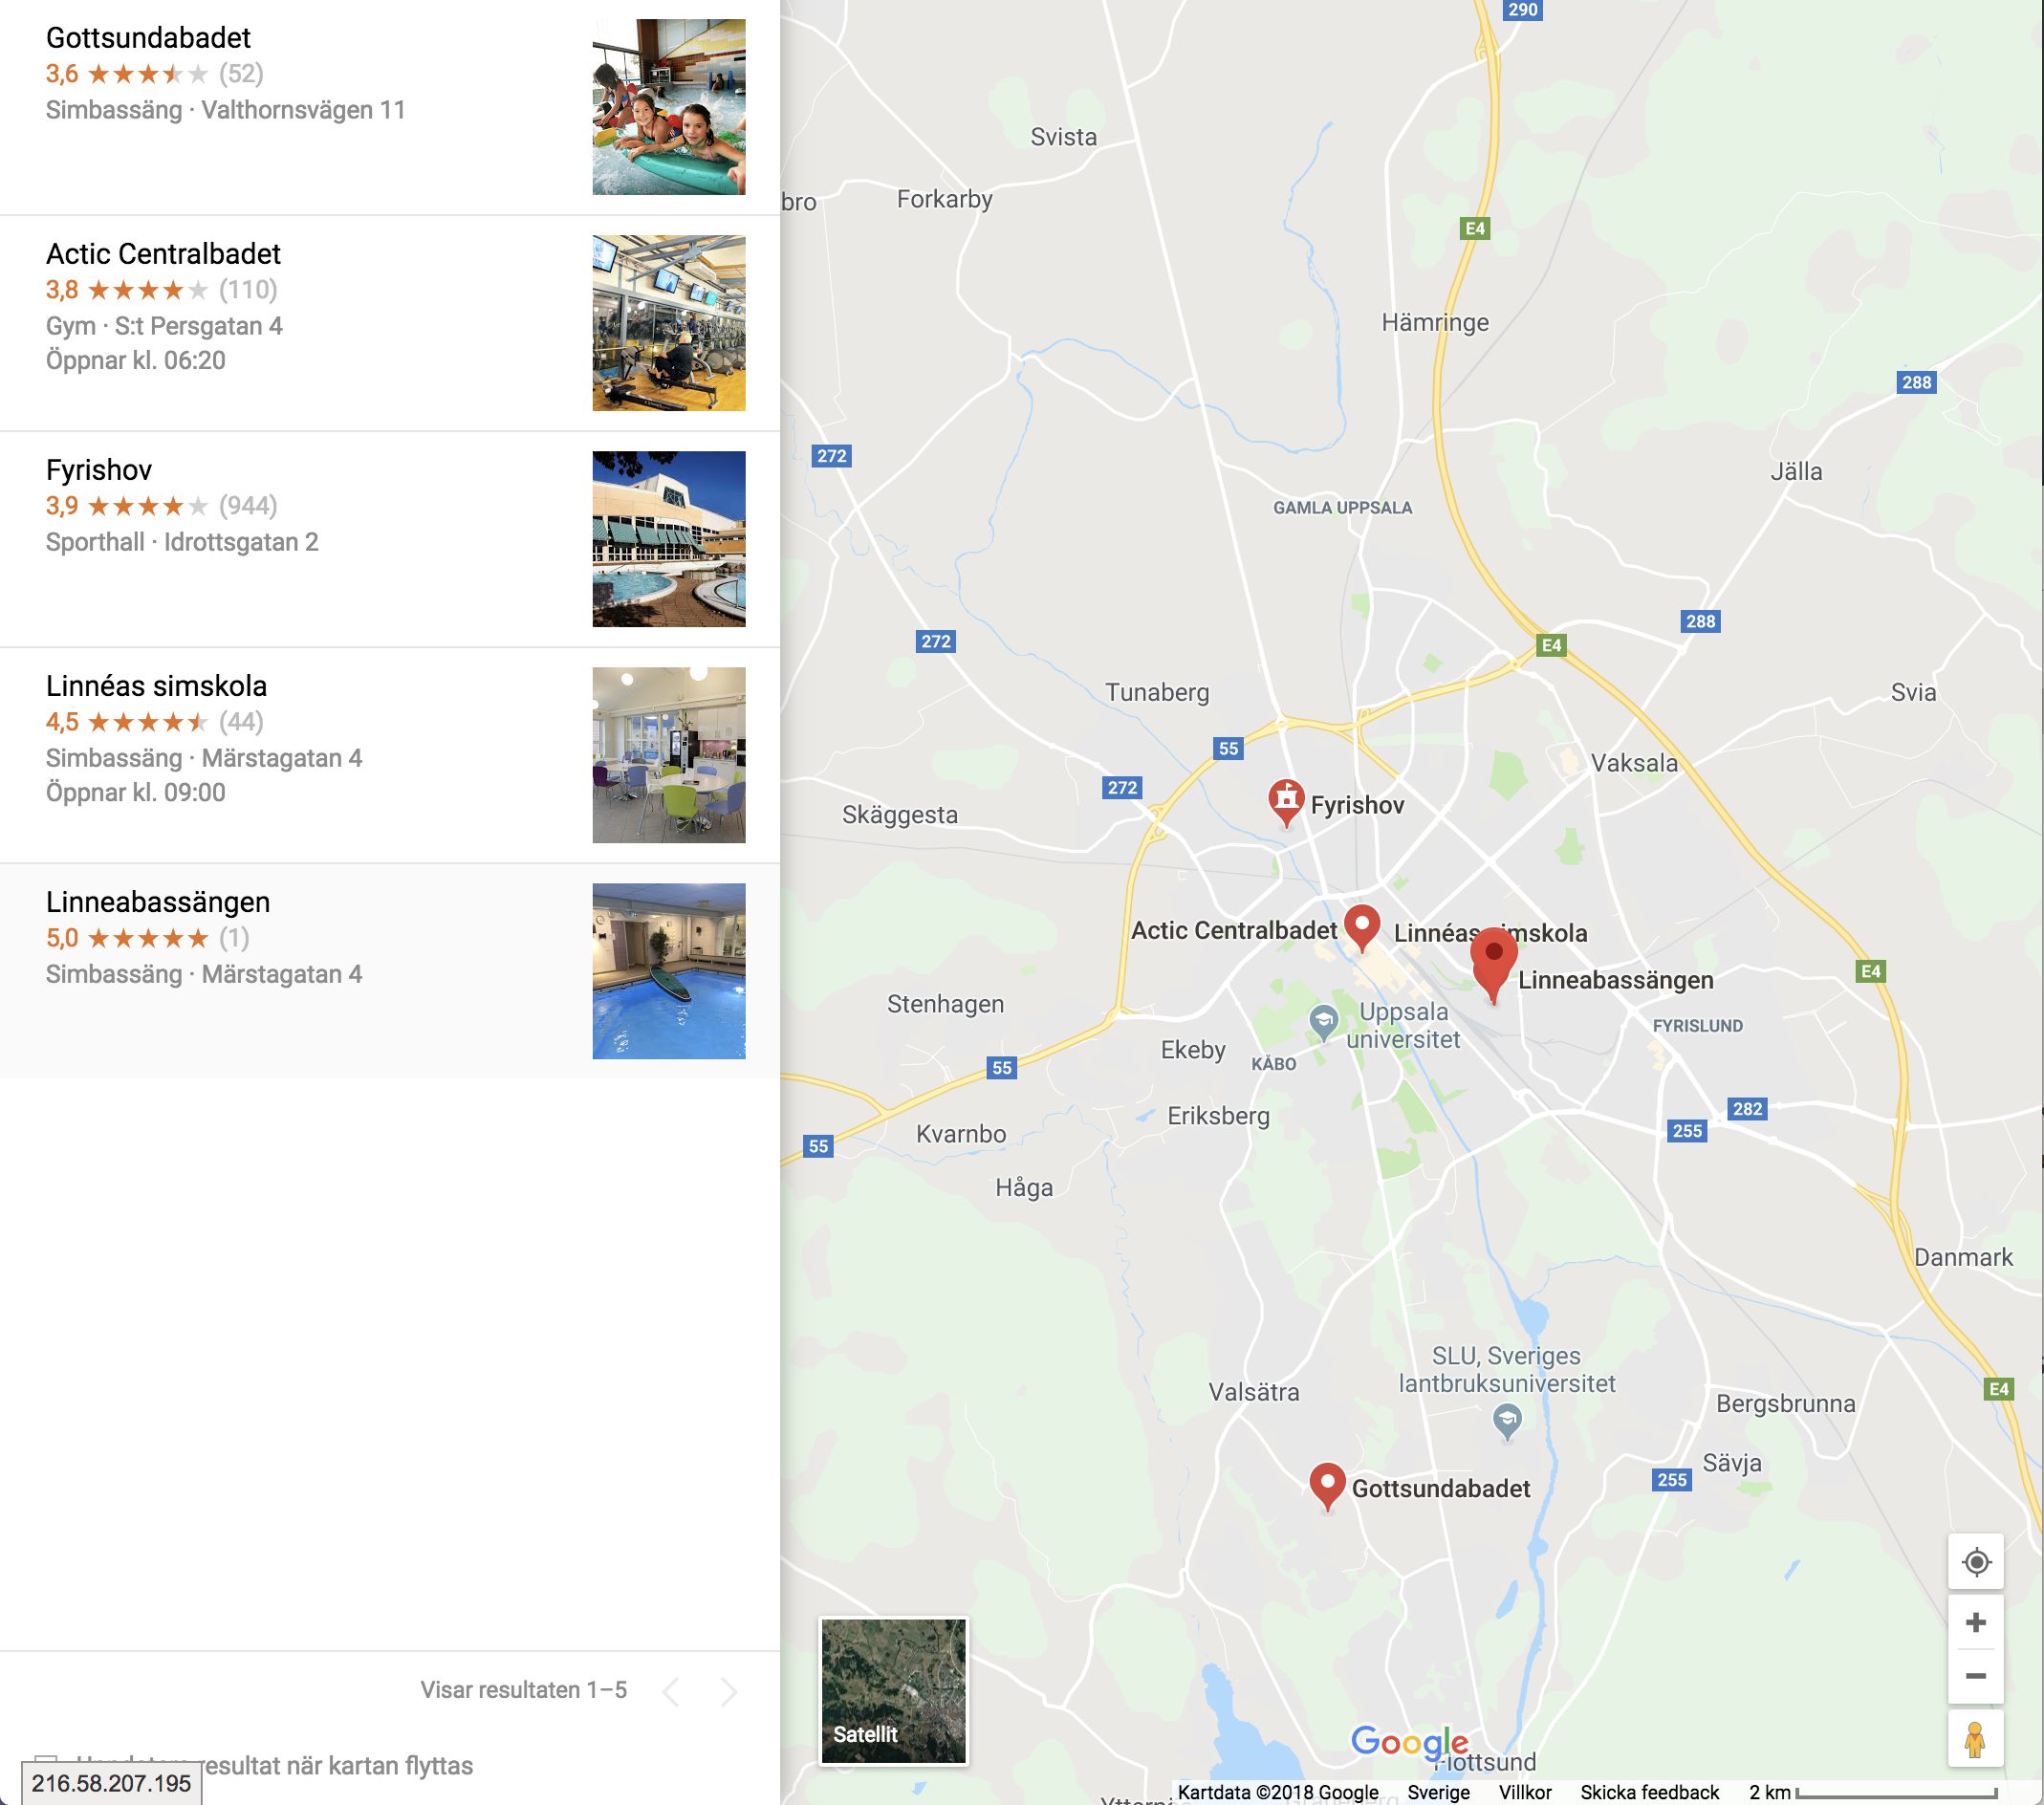 Gottsundabadet
3,6 ★★★★★ (52)
Simbassäng · Valthornsvägen 11
Actic Centralbadet
3,8 ★★★★★ (110)
Gym · S:t Persgatan 4
Öppnar kl. 06:20
Fyrishov
3,9 ★★★★★ (944)
Sporthall · Idrottsgatan 2
Linnéas simskola
4,5 ★★★★★ (44)
Simbassäng · Märstagatan 4
Öppnar kl. 09:00
Linneabassängen
5,0 ★★★★★ (1)
Simbassäng · Märstagatan 4
Visar resultaten 1–5
resultat när kartan flyttas
216.58.207.195
290
Svista
bro
Forkarby
E4
Hämringe
288
272
Jälla
GAMLA UPPSALA
288
272
E4
Tunaberg
Svia
55
Vaksala
272
Skäggesta
Fyrishov
Actic Centralbadet
Linnéas simskola
E4
Linneabassängen
Stenhagen
Uppsala
universitet
FYRISLUND
Ekeby
KÅBO
55
282
Eriksberg
255
Kvarnbo
55
Håga
Danmark
SLU, Sveriges
lantbruksuniversitet
Valsätra
E4
Bergsbrunna
Sävja
255
Gottsundabadet
Satellit
Google
Flottsund
Kartdata ©2018 Google Sverige Villkor Skicka feedback 2 km